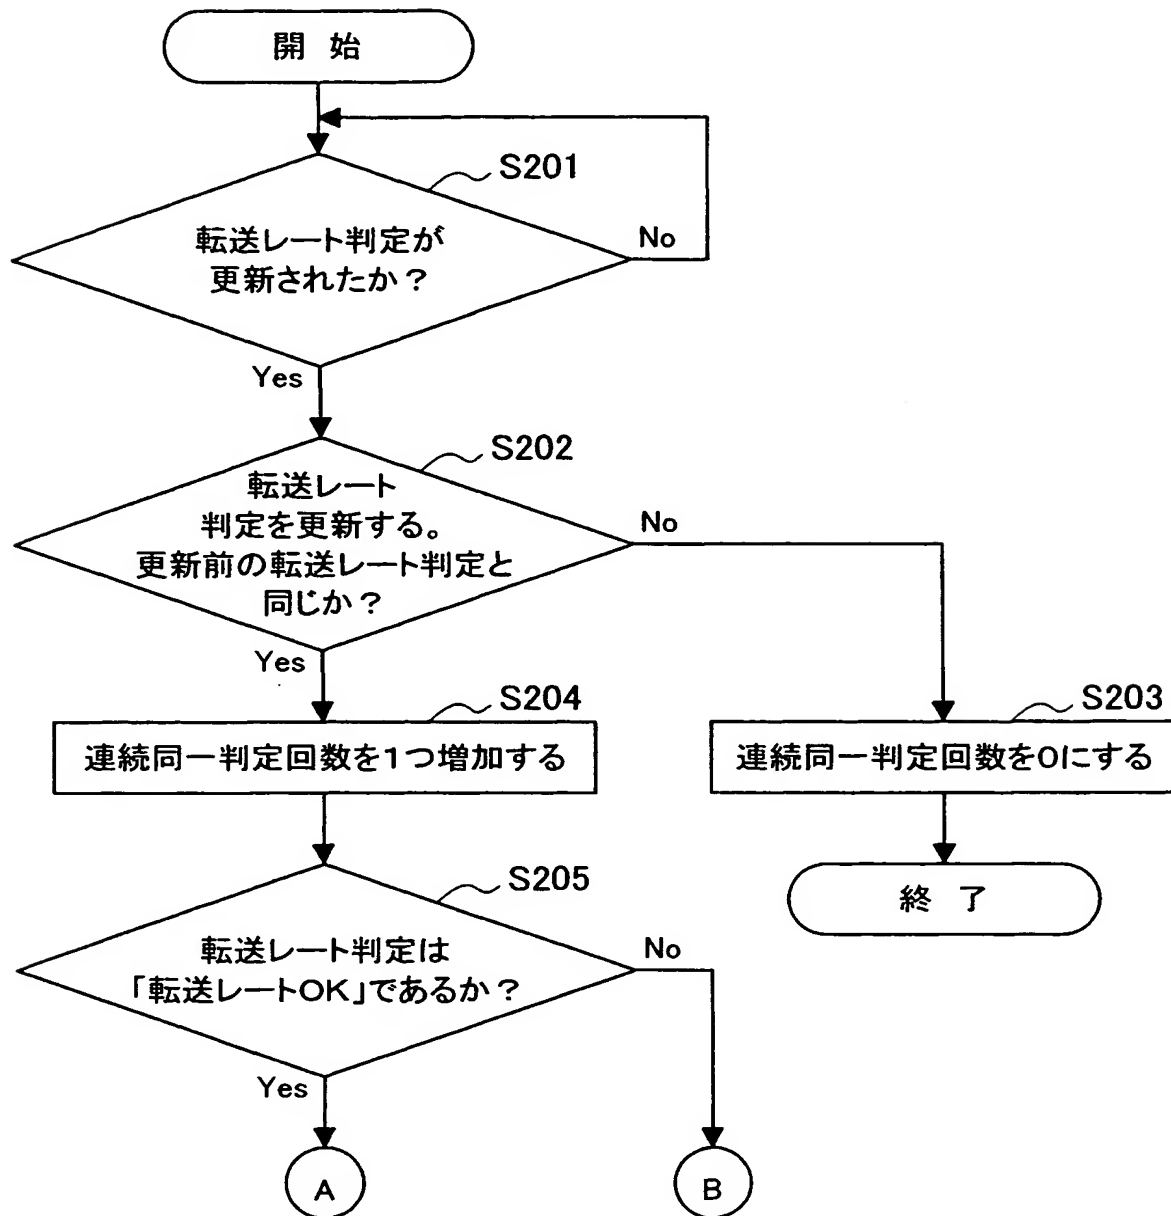 開始
S201
転送レート判定が
更新されたか？
No
Yes
S202
転送レート
判定を更新する。
更新前の転送レート判定と
同じか？
No
Yes
S204
連続同一判定回数を1つ増加する
S203
連続同一判定回数を0にする
終了
S205
転送レート判定は
「転送レートOK」であるか？
No
Yes
A
B